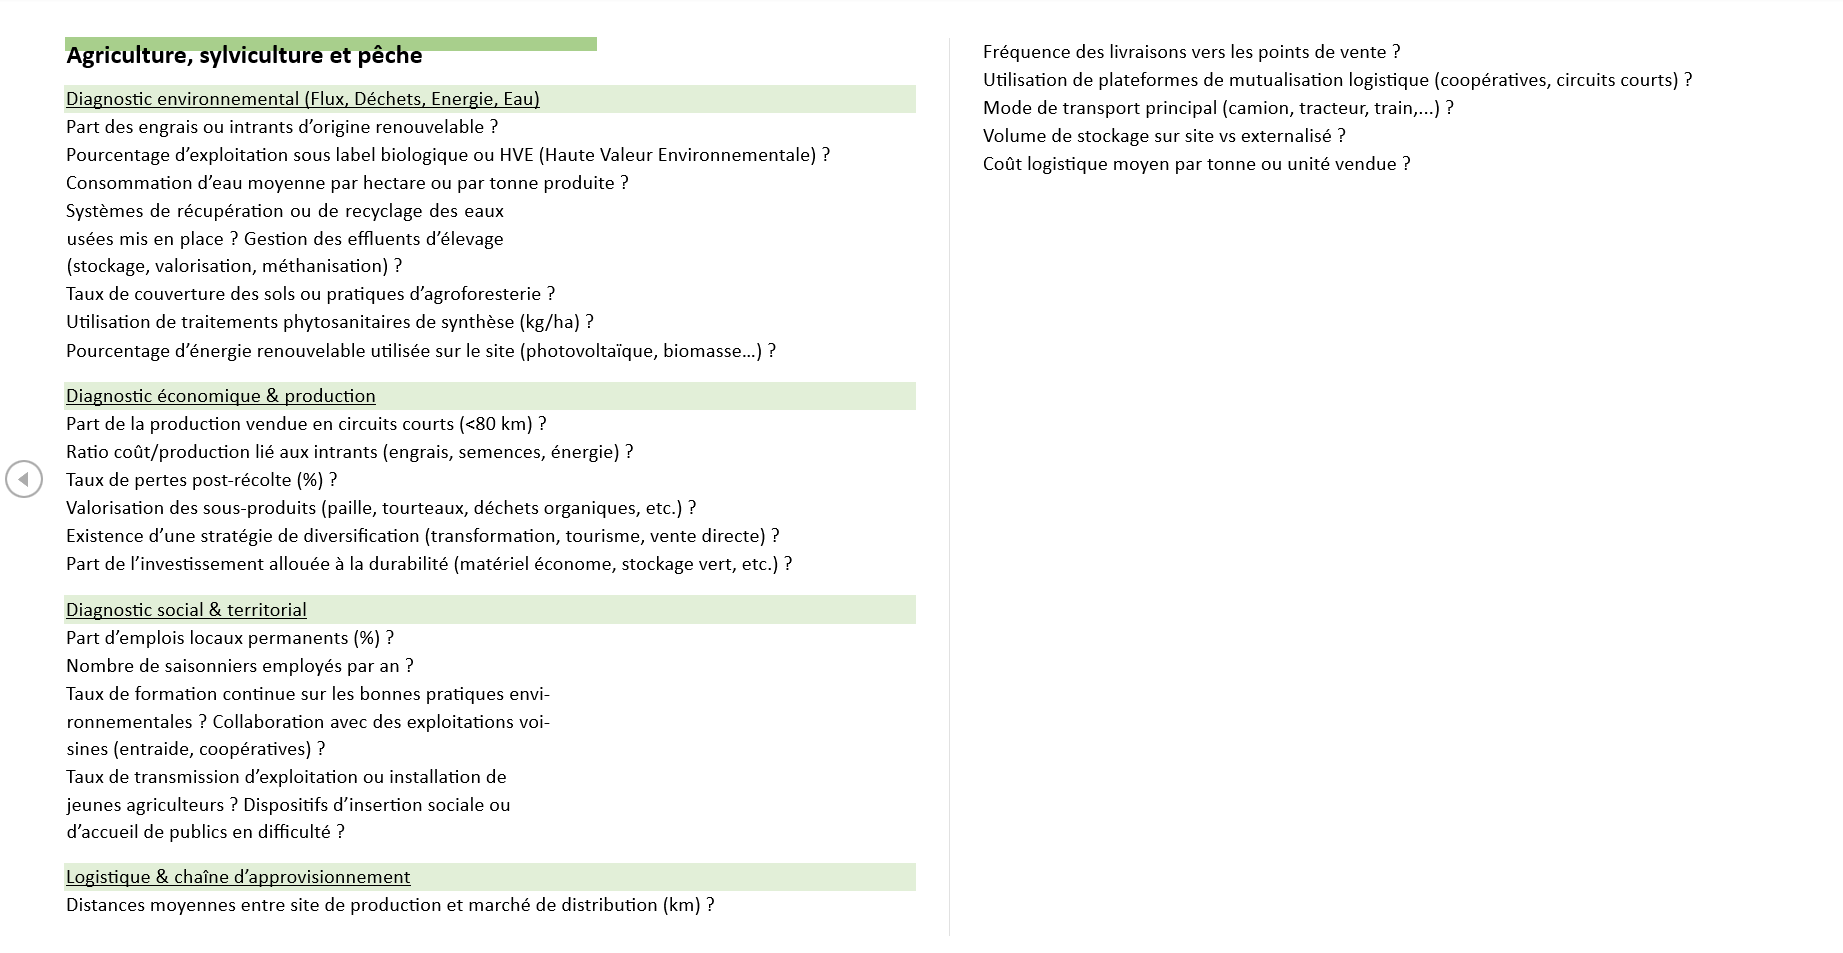 Agriculture, sylviculture et pêche
Diagnostic environnemental (Flux, Déchets, Energie, Eau)
Part des engrais ou intrants d’origine renouvelable ?
Pourcentage d’exploitation sous label biologique ou HVE (Haute Valeur Environnementale) ?
Consommation d’eau moyenne par hectare ou par tonne produite ?
Systèmes de récupération ou de recyclage des eaux
usées mis en place ? Gestion des effluents d’élevage
(stockage, valorisation, méthanisation) ?
Taux de couverture des sols ou pratiques d’agroforesterie ?
Utilisation de traitements phytosanitaires de synthèse (kg/ha) ?
Pourcentage d’énergie renouvelable utilisée sur le site (photovoltaïque, biomasse…) ?
Diagnostic économique & production
Part de la production vendue en circuits courts (<80 km) ?
Ratio coût/production lié aux intrants (engrais, semences, énergie) ?
Taux de pertes post-récolte (%) ?
Valorisation des sous-produits (paille, tourteaux, déchets organiques, etc.) ?
Existence d’une stratégie de diversification (transformation, tourisme, vente directe) ?
Part de l’investissement allouée à la durabilité (matériel économe, stockage vert, etc.) ?
Diagnostic social & territorial
Part d’emplois locaux permanents (%) ?
Nombre de saisonniers employés par an ?
Taux de formation continue sur les bonnes pratiques envi-
ronnementales ? Collaboration avec des exploitations voi-
sines (entraide, coopératives) ?
Taux de transmission d’exploitation ou installation de
jeunes agriculteurs ? Dispositifs d’insertion sociale ou
d’accueil de publics en difficulté ?
Logistique & chaîne d’approvisionnement
Distances moyennes entre site de production et marché de distribution (km) ?
Fréquence des livraisons vers les points de vente ?
Utilisation de plateformes de mutualisation logistique (coopératives, circuits courts) ?
Mode de transport principal (camion, tracteur, train,...) ?
Volume de stockage sur site vs externalisé ?
Coût logistique moyen par tonne ou unité vendue ?